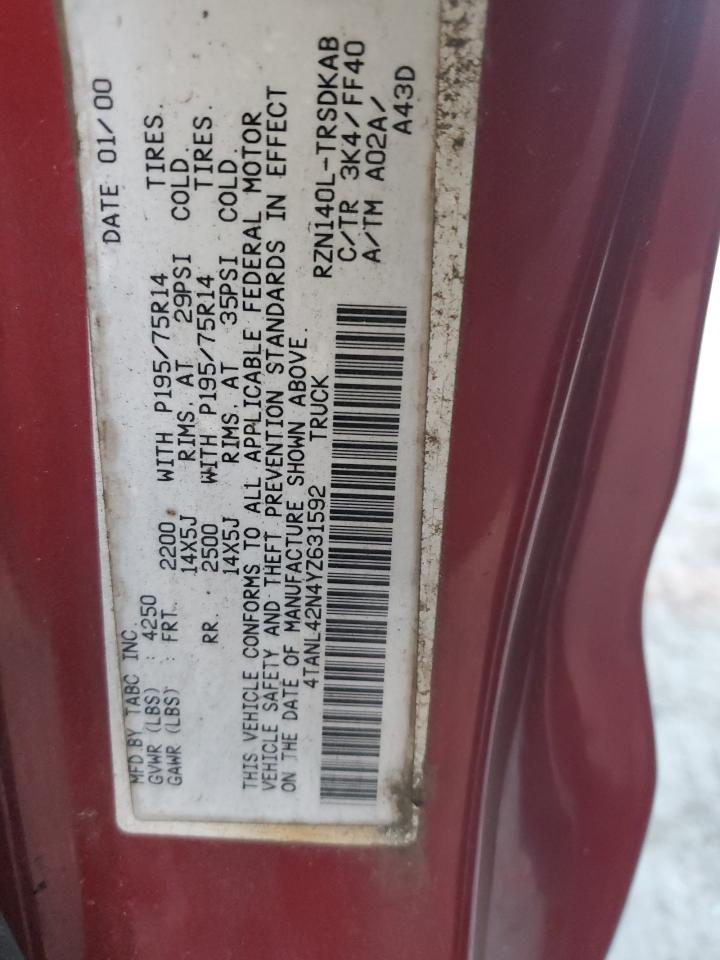 MFD BY TABC INC DATE 01/00
GVWR (LBS) : 4250
GAWR (LBS) : FRT. 2200 WITH P195/75R14 TIRES.
14X5J RIMS. AT 29PSI COLD.
RR. 2500 WITH P195/75R14 TIRES.
14X5J RIMS. AT 35PSI COLD.
THIS VEHICLE CONFORMS TO ALL APPLICABLE FEDERAL MOTOR
VEHICLE SAFETY AND THEFT PREVENTION STANDARDS IN EFFECT
ON THE DATE OF MANUFACTURE SHOWN ABOVE.
4TANL42N4YZ631592 TRUCK
RZN140L-TRSDKAB
C/TR 3K4/FF40
A/TM A02A/
A43D